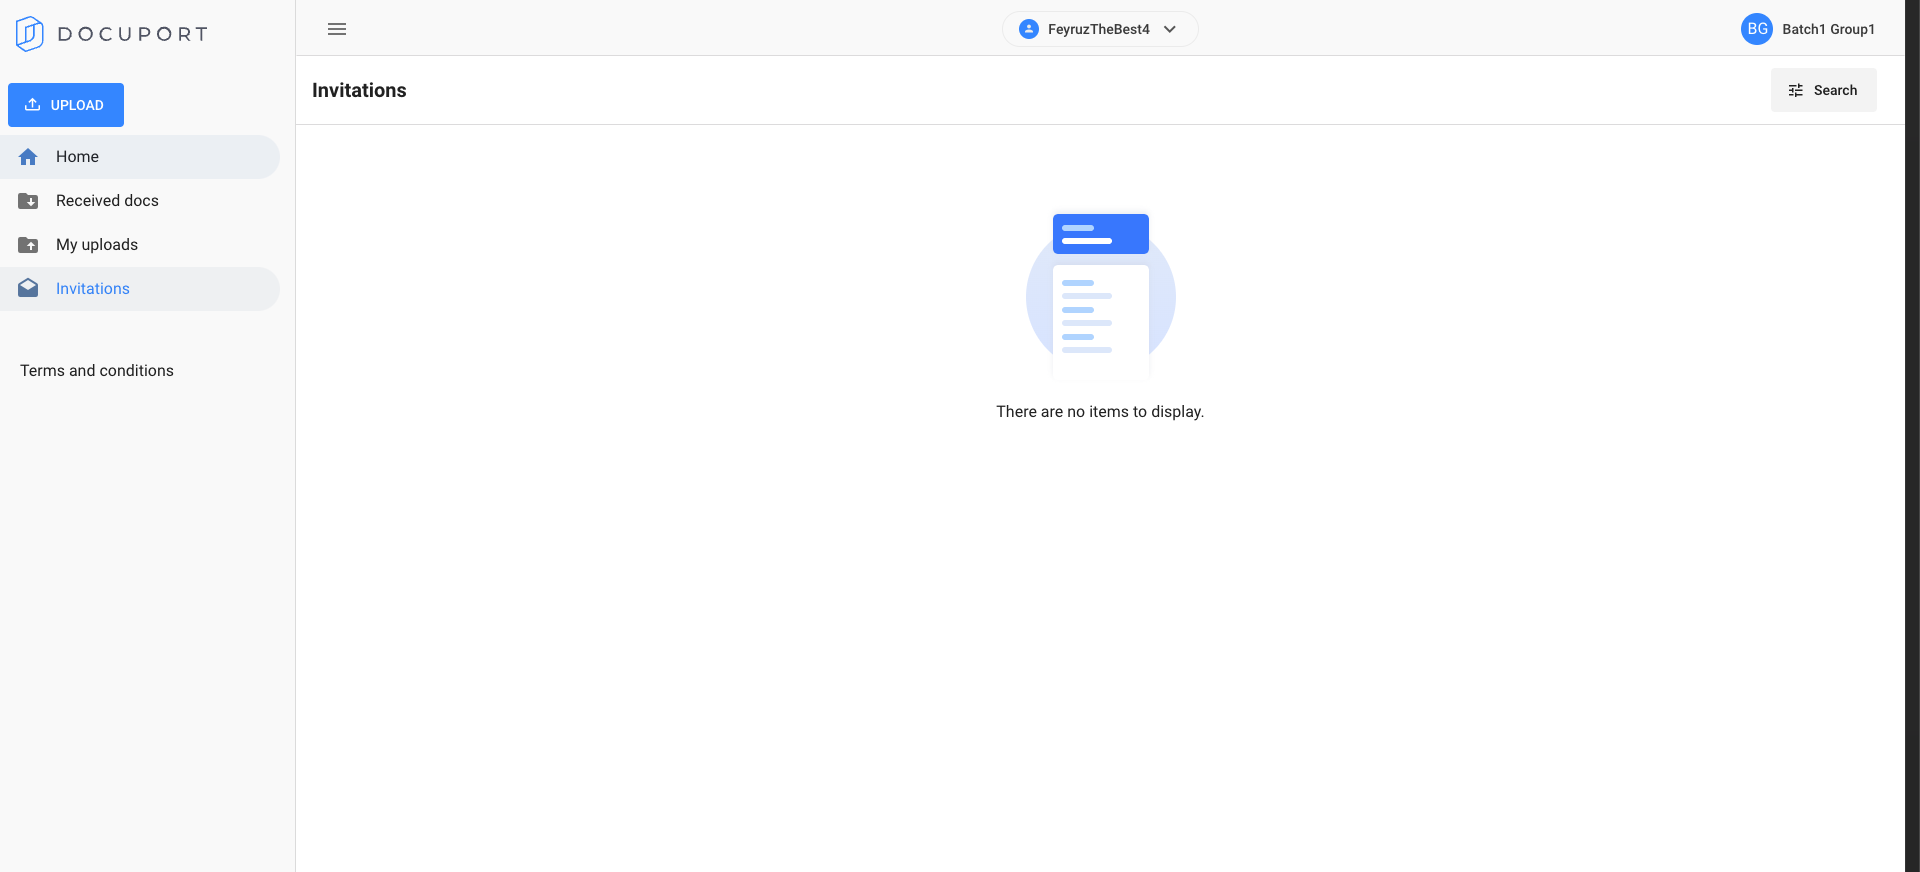 DOCUPORT
FeyruzTheBest4
BG Batch1 Group1
UPLOAD
Home
Received docs
My uploads
Invitations
Terms and conditions
Invitations
Search
There are no items to display.